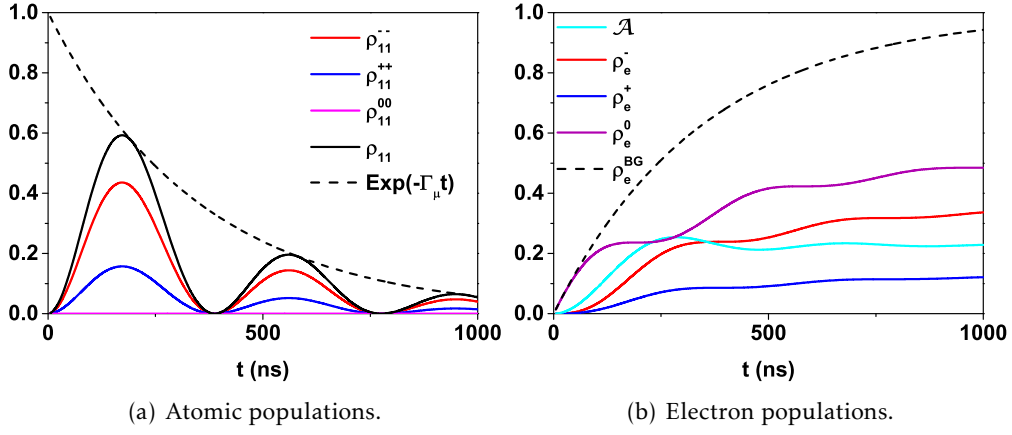 1.0
0.8
0.6
0.4
0.2
0.0
0
500
1000
t (ns)
ρ₁₁⁻⁻
ρ₁₁⁺⁺
ρ₁₁⁰⁰
ρ₁₁
Exp(-Γμt)
(a) Atomic populations.
1.0
0.8
0.6
0.4
0.2
0.0
0
500
1000
t (ns)
𝒜
ρₑ⁻
ρₑ⁺
ρₑ⁰
ρₑᴮᴳ
(b) Electron populations.